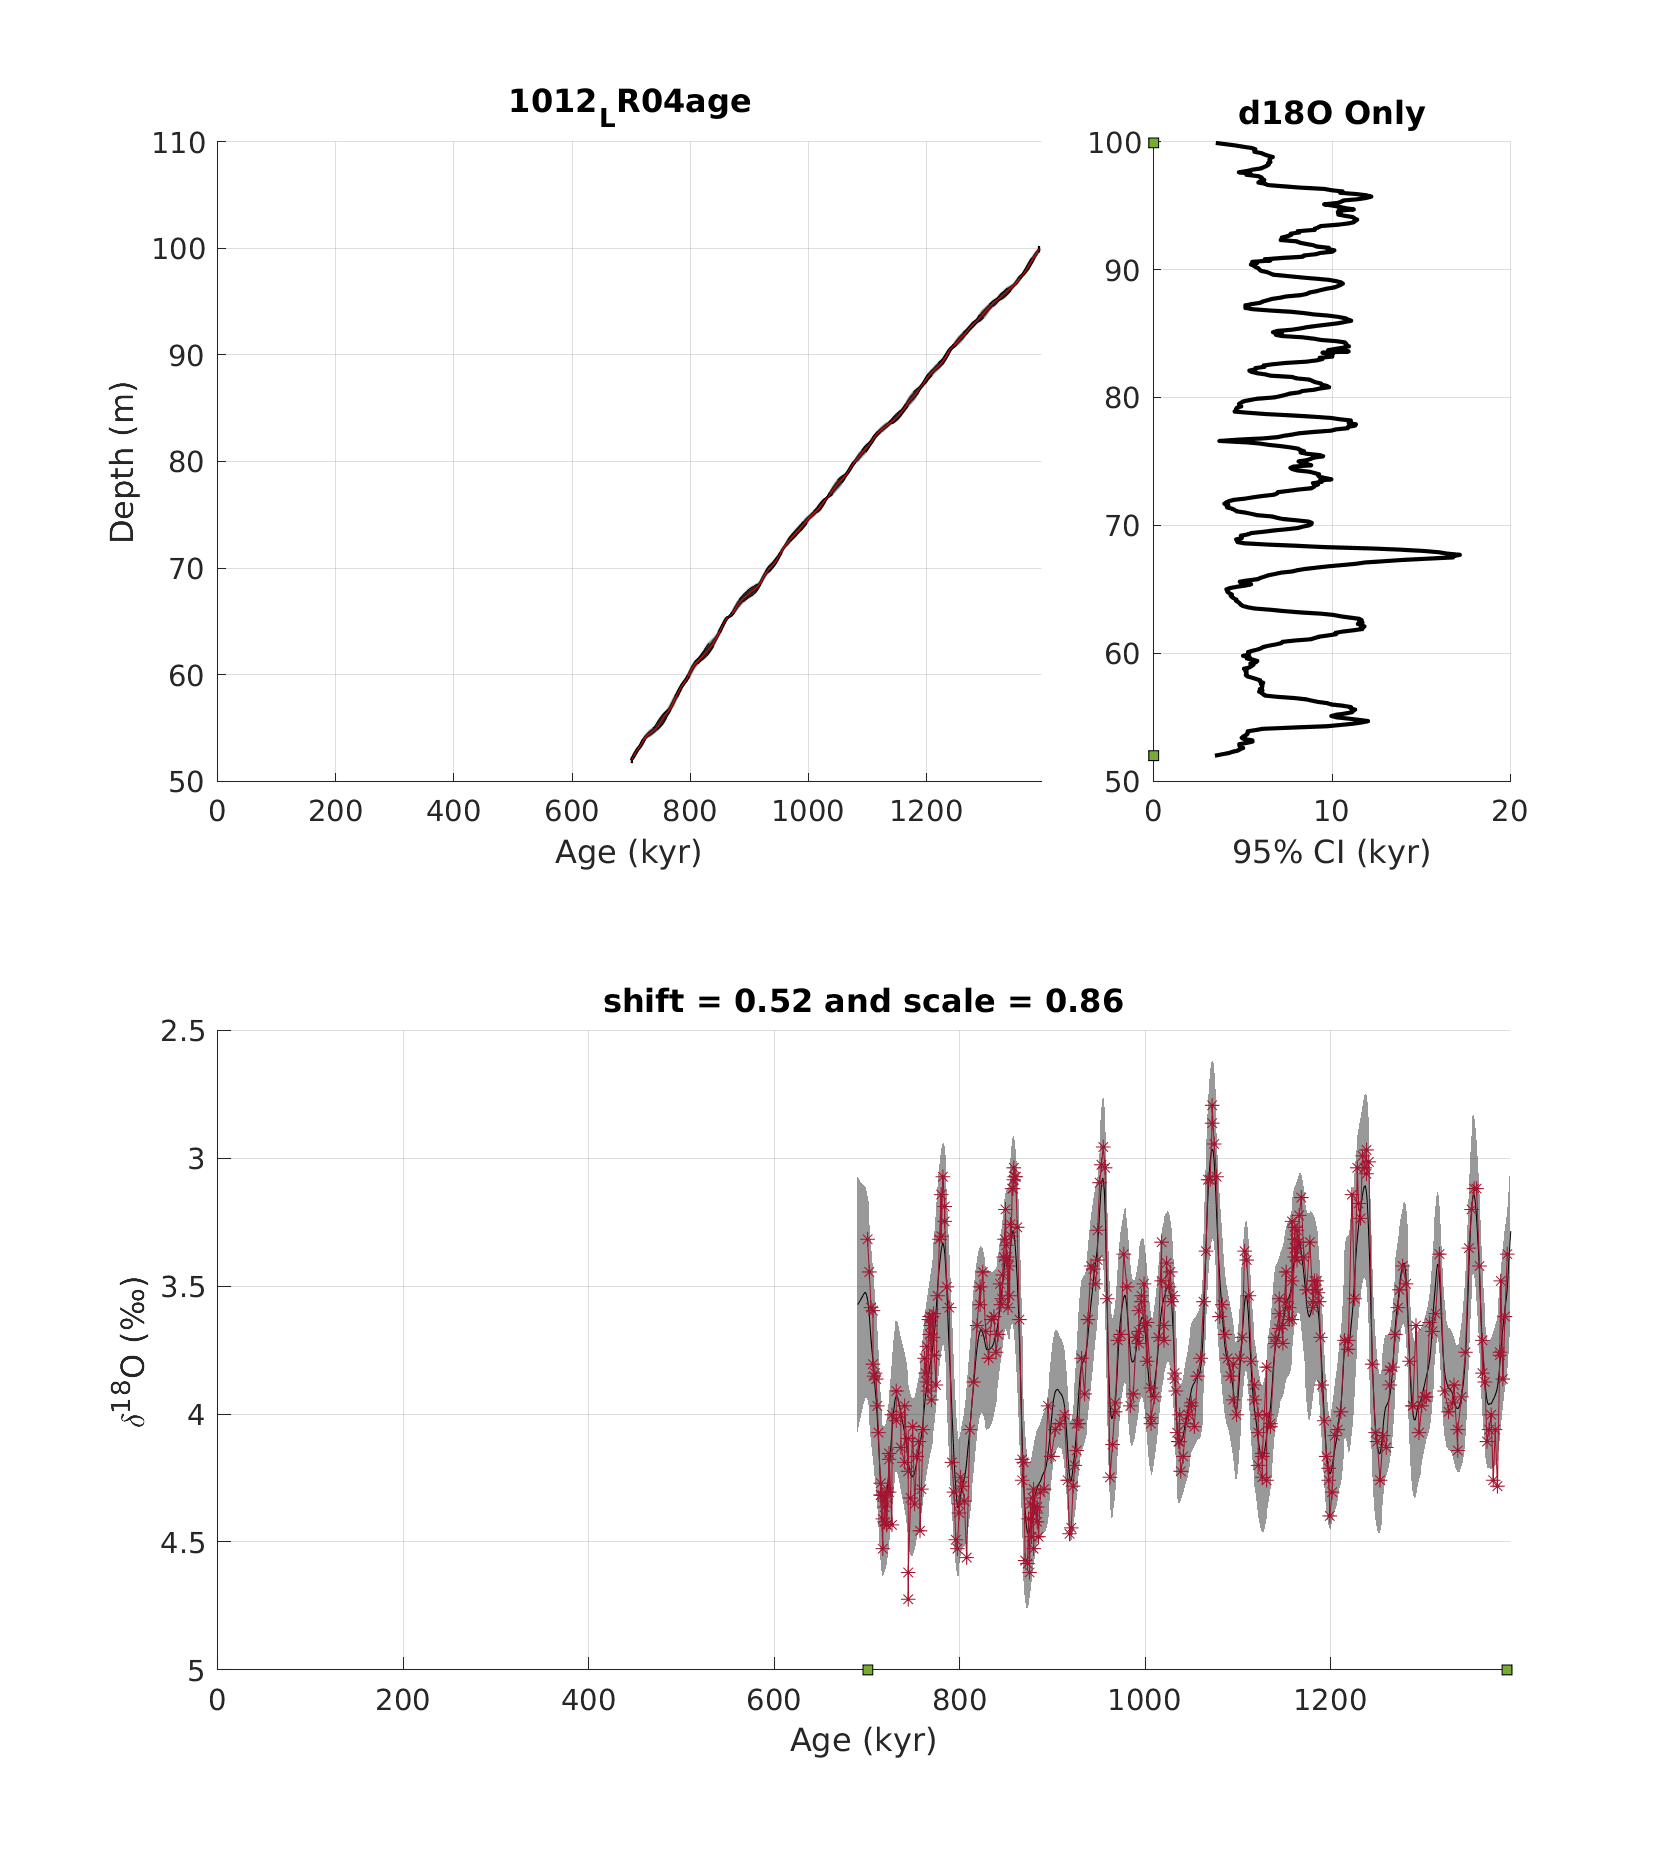 1012LR04age
d18O Only
110
100
90
80
70
60
50
Depth (m)
0 200 400 600 800 1000 1200
Age (kyr)
100
90
80
70
60
50
0 10 20
95% CI (kyr)
shift = 0.52 and scale = 0.86
2.5
3
3.5
4
4.5
5
δ18O (‰)
0 200 400 600 800 1000 1200
Age (kyr)